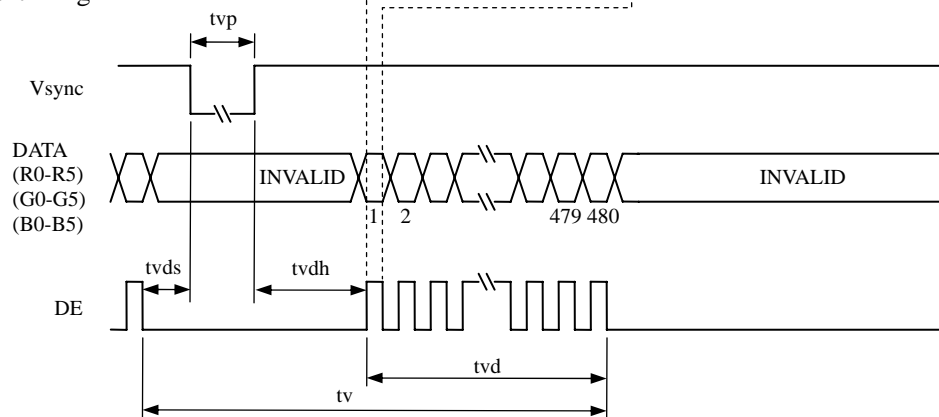 tvp
Vsync
DATA
(R0-R5)
(G0-G5)
(B0-B5)
INVALID
INVALID
1 2 479 480
tvds
tvdh
DE
tvd
tv